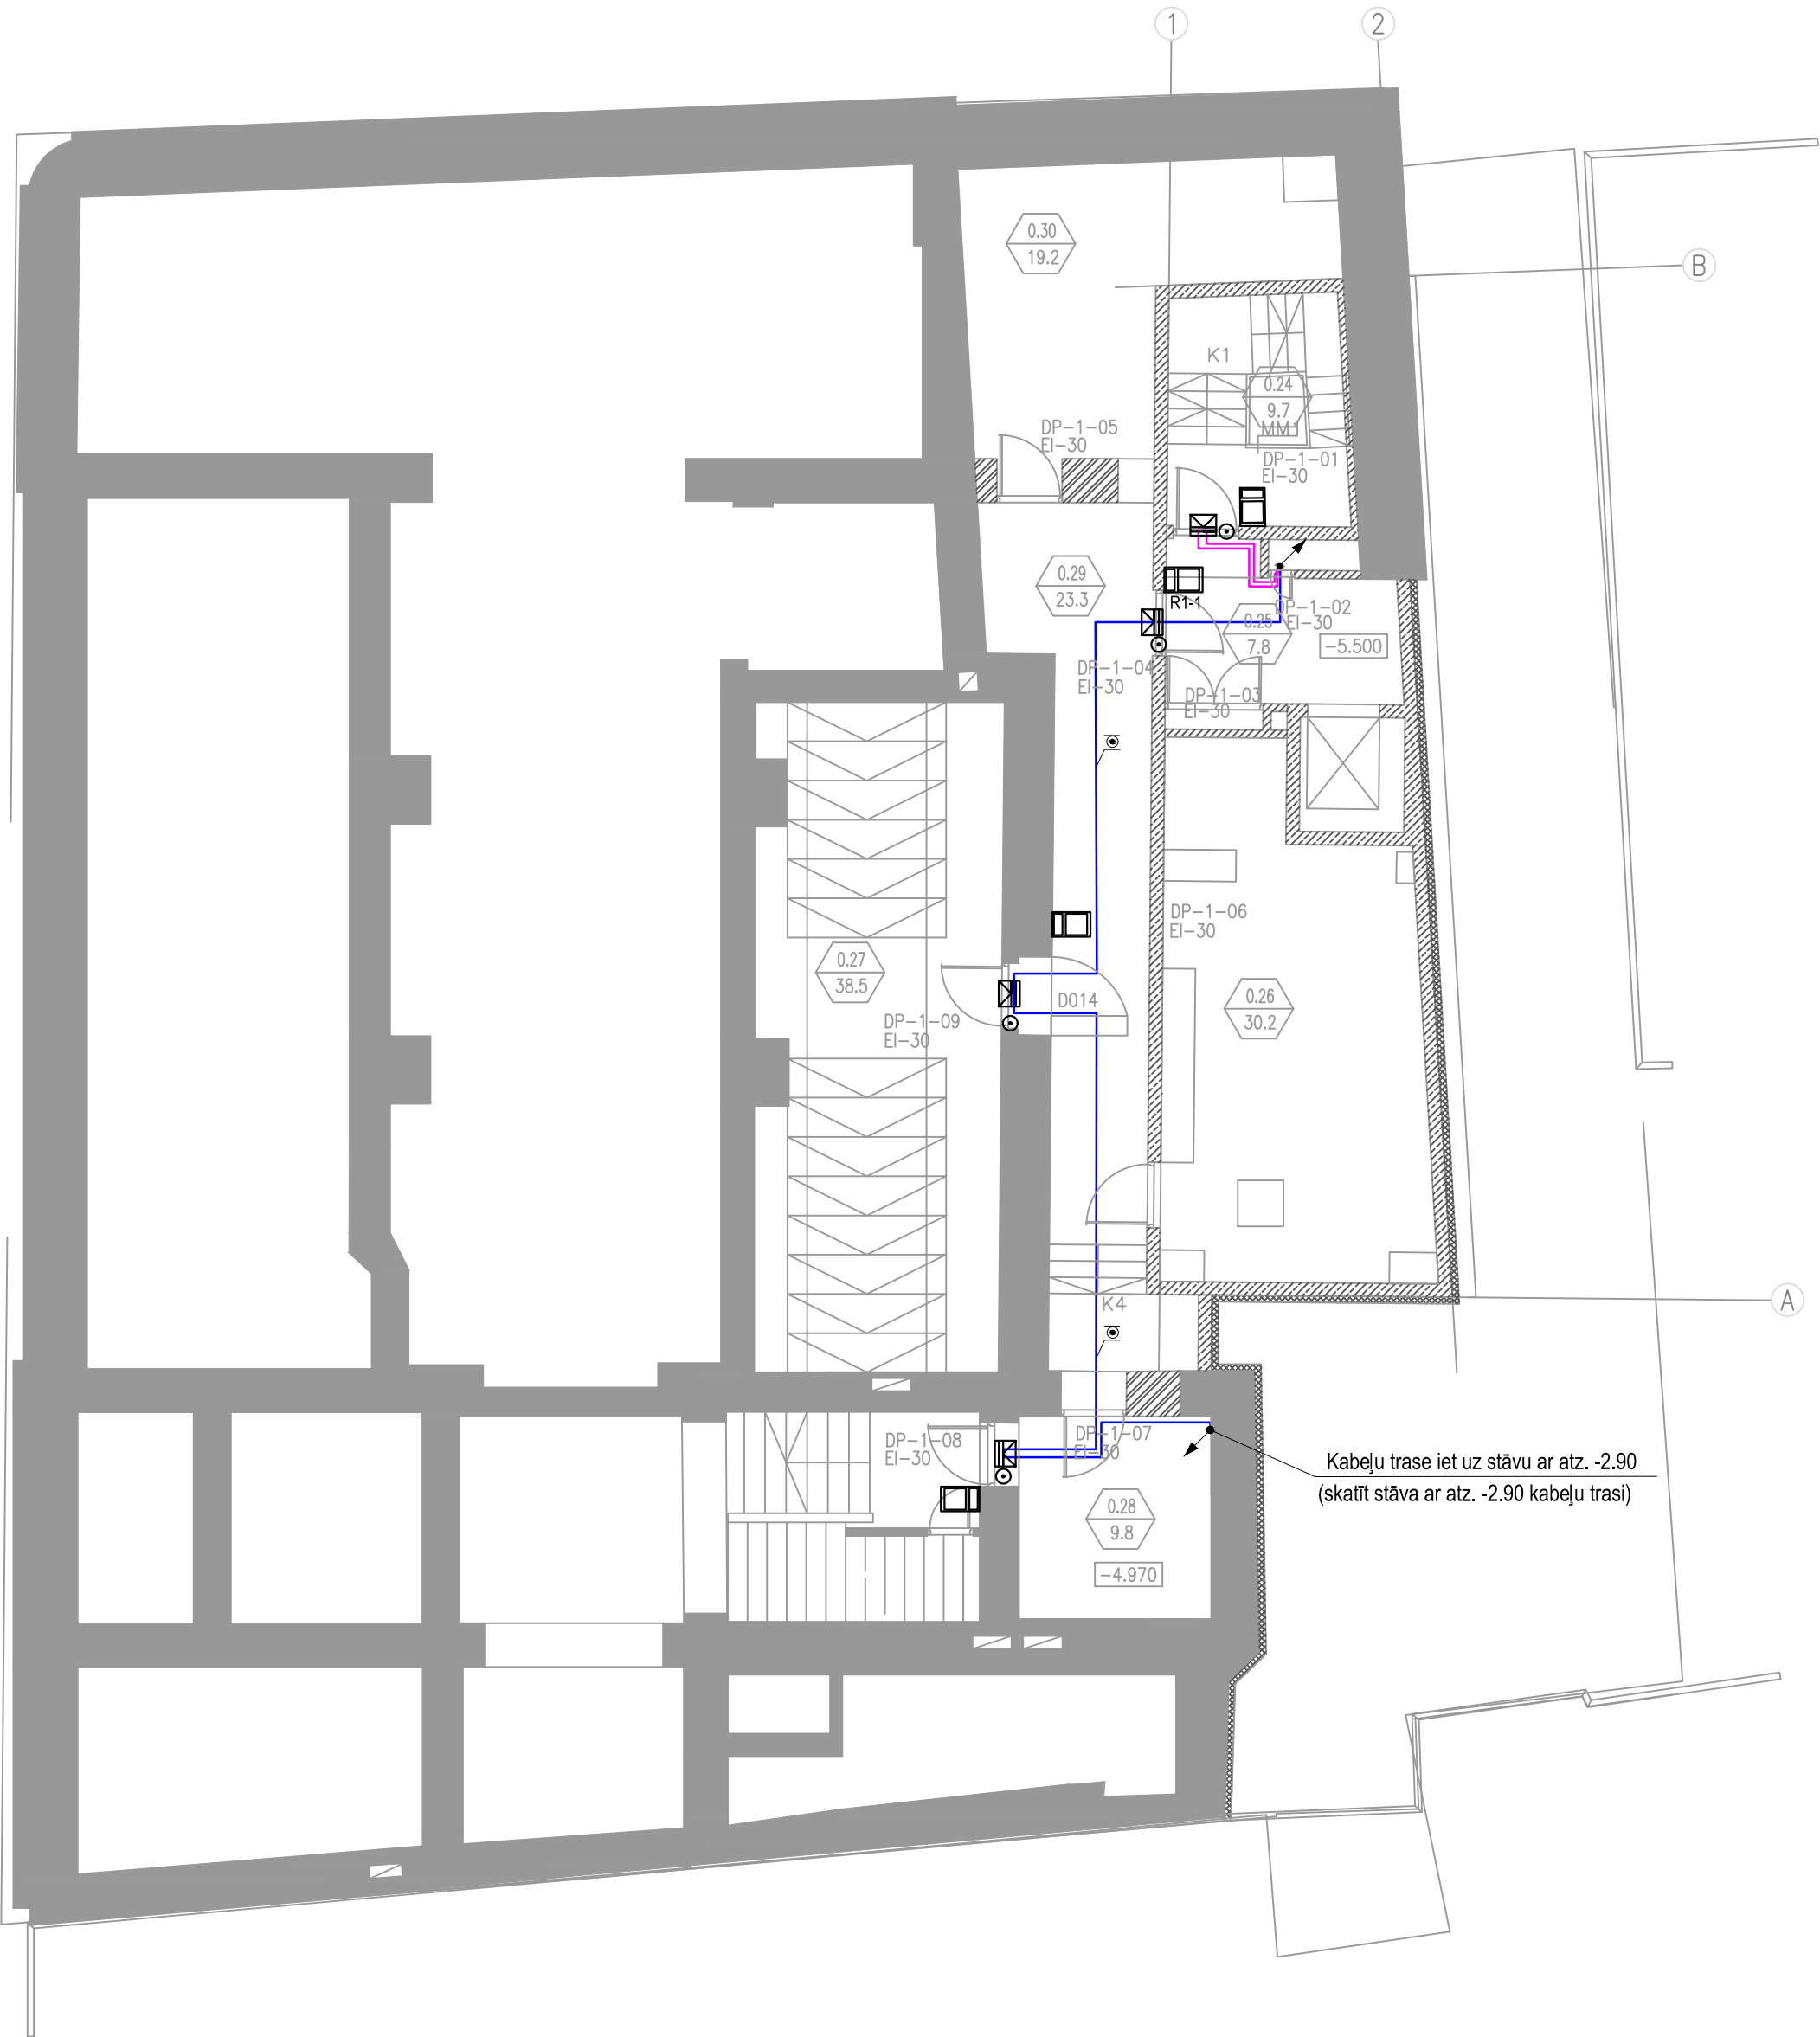 1
2
B
0.30
19.2
K1
0.24
9.7
MM
DP-1-05
EI-30
DP-1-01
EI-30
0.29
23.3
R1-1
DP-1-02
EI-30
0.25
7.8
-5.500
DP-1-04
EI-30
DP-1-03
EI-30
DP-1-06
EI-30
0.27
38.5
0.26
30.2
D014
DP-1-09
EI-30
K4
A
DP-1-08
EI-30
DP-1-07
EI-30
Kabeļu trase iet uz stāvu ar atz. -2.90
(skatīt stāva ar atz. -2.90 kabeļu trasi)
0.28
9.8
-4.970